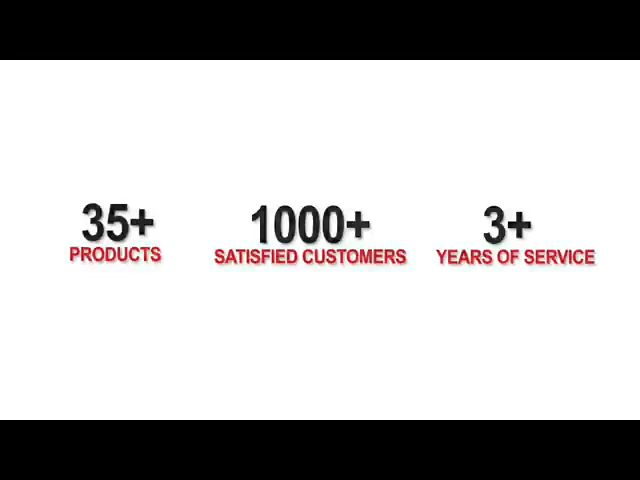 35+ 1000+ 3+
PRODUCTS SATISFIED CUSTOMERS YEARS OF SERVICE